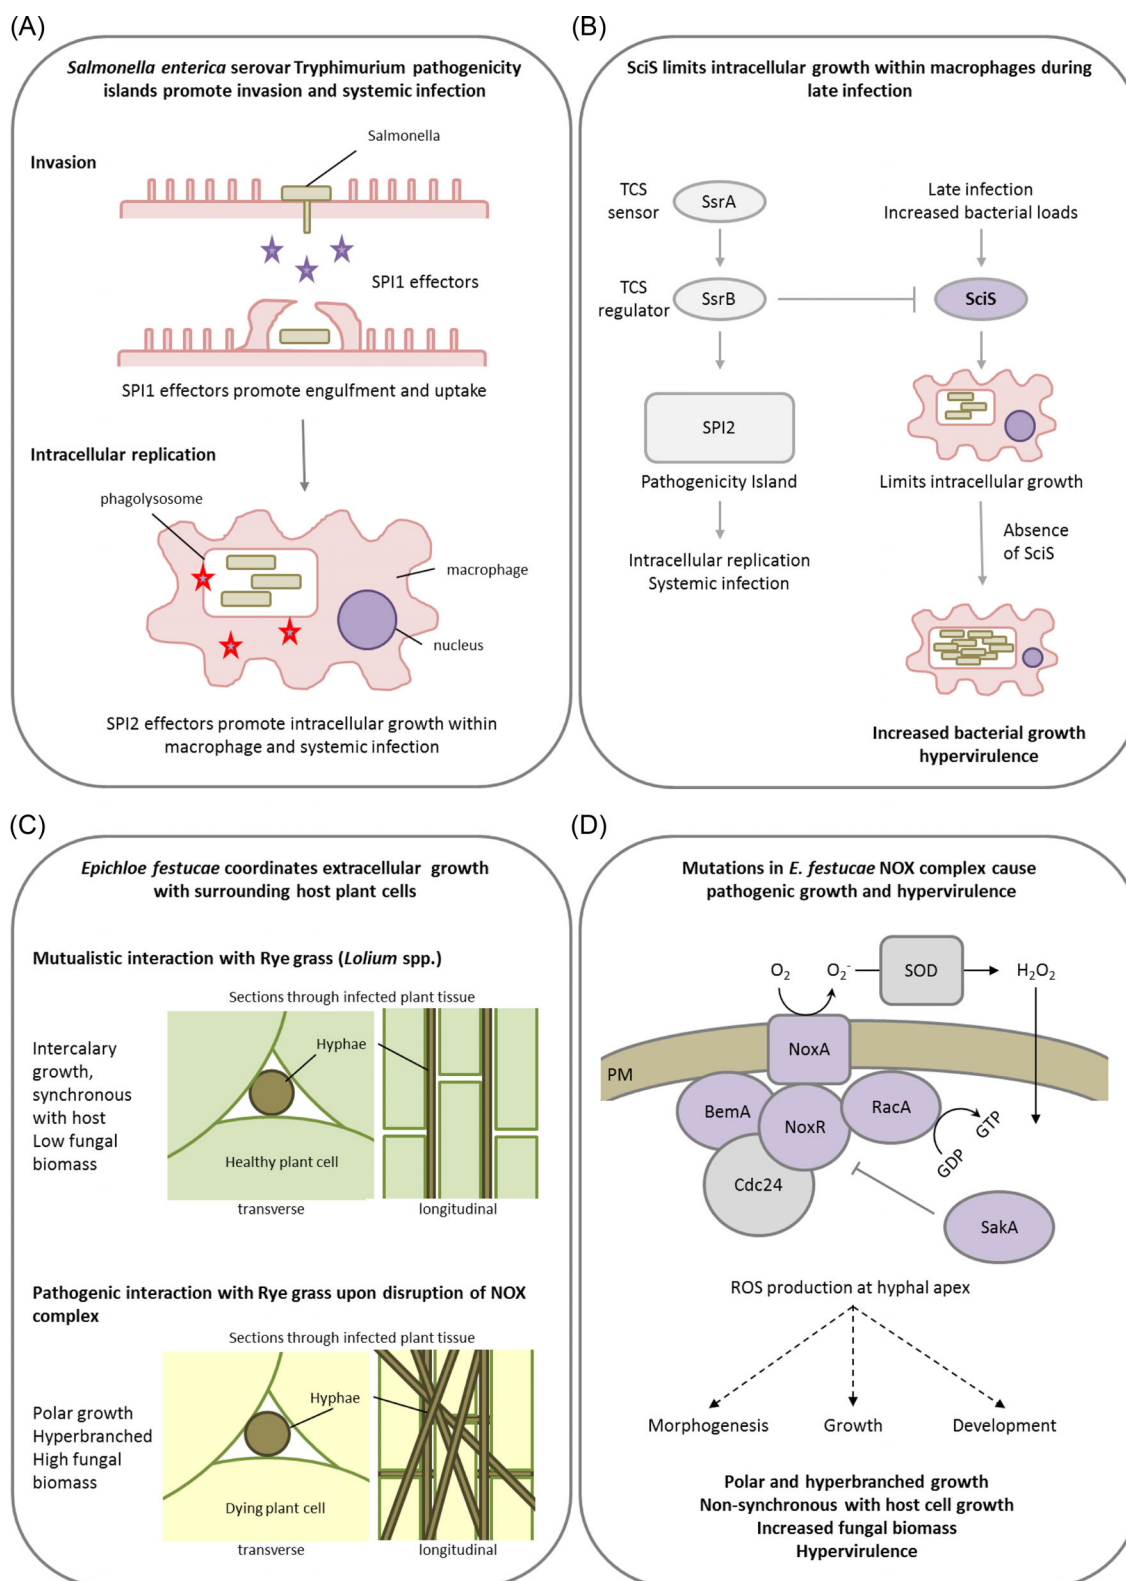 (A)
Salmonella enterica serovar Tryphimurium pathogenicity
islands promote invasion and systemic infection
Salmonella
Invasion
SPI1 effectors
SPI1 effectors promote engulfment and uptake
Intracellular replication
phagolysosome
macrophage
nucleus
SPI2 effectors promote intracellular growth within
macrophage and systemic infection
(B)
SciS limits intracellular growth within macrophages during
late infection
TCS
sensor
SsrA
Late infection
Increased bacterial loads
TCS
regulator
SsrB
SciS
SPI2
Pathogenicity Island
Limits intracellular growth
Absence
of SciS
Intracellular replication
Systemic infection
Increased bacterial growth
hypervirulence
(C)
Epichloe festucae coordinates extracellular growth
with surrounding host plant cells
Mutualistic interaction with Rye grass (Lolium spp.)
Sections through infected plant tissue
Intercalary
growth,
synchronous
with host
Low fungal
biomass
Hyphae
Healthy plant cell
transverse
longitudinal
Pathogenic interaction with Rye grass upon disruption of NOX
complex
Sections through infected plant tissue
Polar growth
Hyperbranched
High fungal
biomass
Hyphae
Dying plant cell
transverse
longitudinal
(D)
Mutations in E. festucae NOX complex cause
pathogenic growth and hypervirulence
O₂
O₂⁻
SOD
H₂O₂
NoxA
PM
BemA
NoxR
RacA
GTP
GDP
Cdc24
SakA
ROS production at hyphal apex
Morphogenesis
Growth
Development
Polar and hyperbranched growth
Non-synchronous with host cell growth
Increased fungal biomass
Hypervirulence